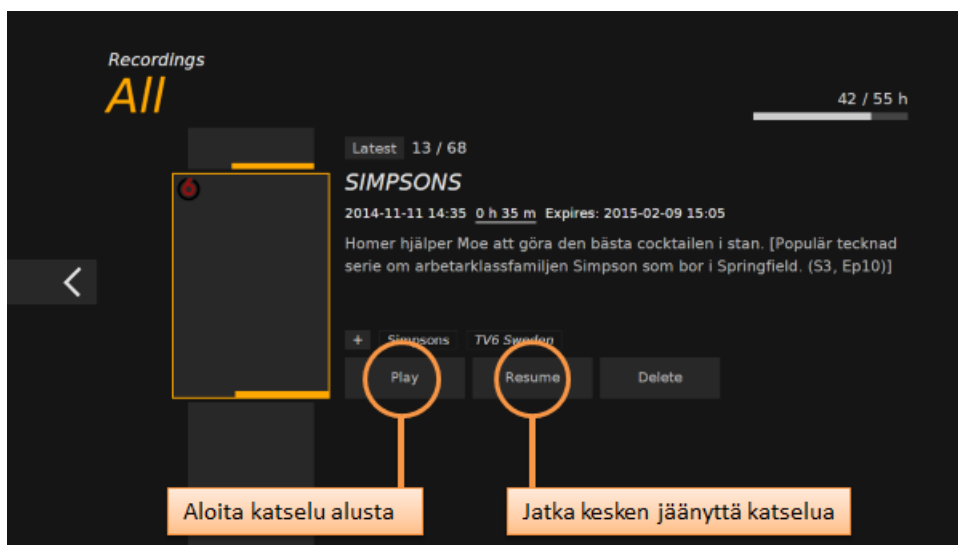 Recordings
All
42 / 55 h
Latest 13 / 68
SIMPSONS
2014-11-11 14:35 0 h 35 m Expires: 2015-02-09 15:05
Homer hjälper Moe att göra den bästa cocktailen i stan. [Populär tecknad
serie om arbetarklassfamiljen Simpson som bor i Springfield. (S3, Ep10)]
+ Simpsons TV6 Sweden
Play Resume Delete
Aloita katselu alusta Jatka kesken jäänyttä katselua